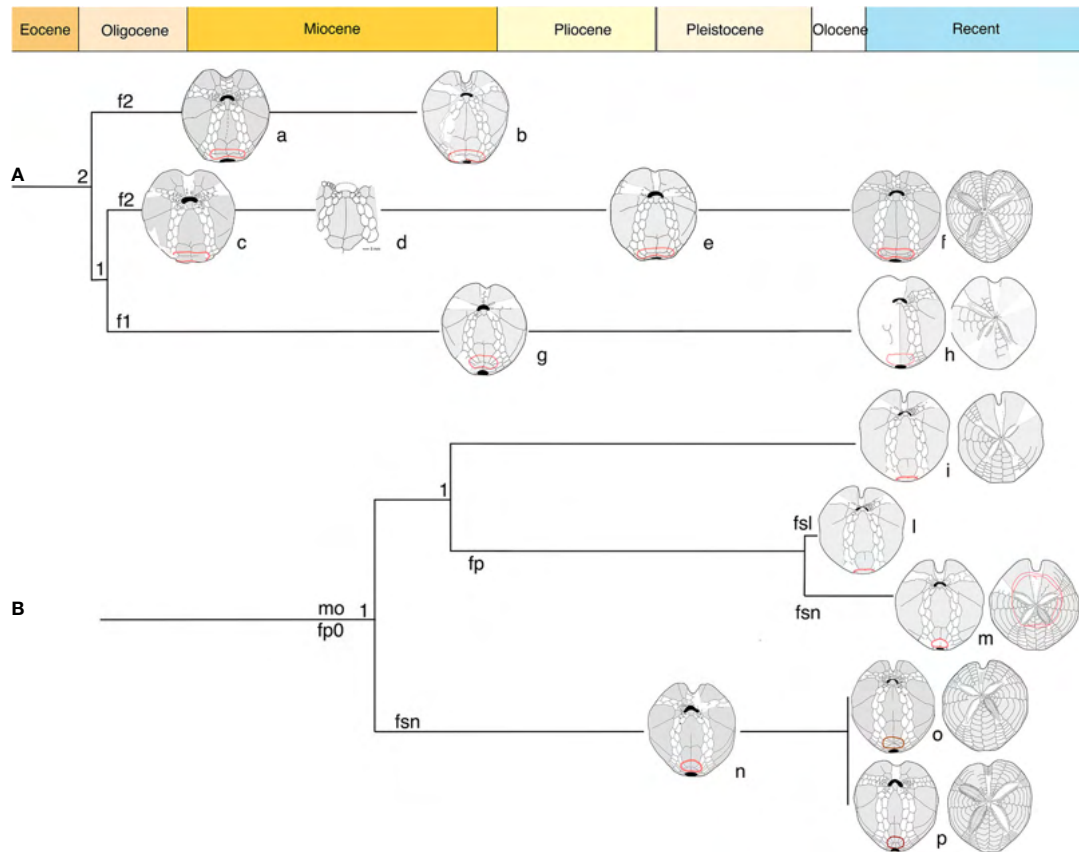 Eocene Oligocene Miocene Pliocene Pleistocene Olocene Recent
f2
a b
A
2
f2
c d e f
1
f1
g h
i
1
fsl l
fp
fsn
B
mo 1
fp0
m
fsn
n o
p